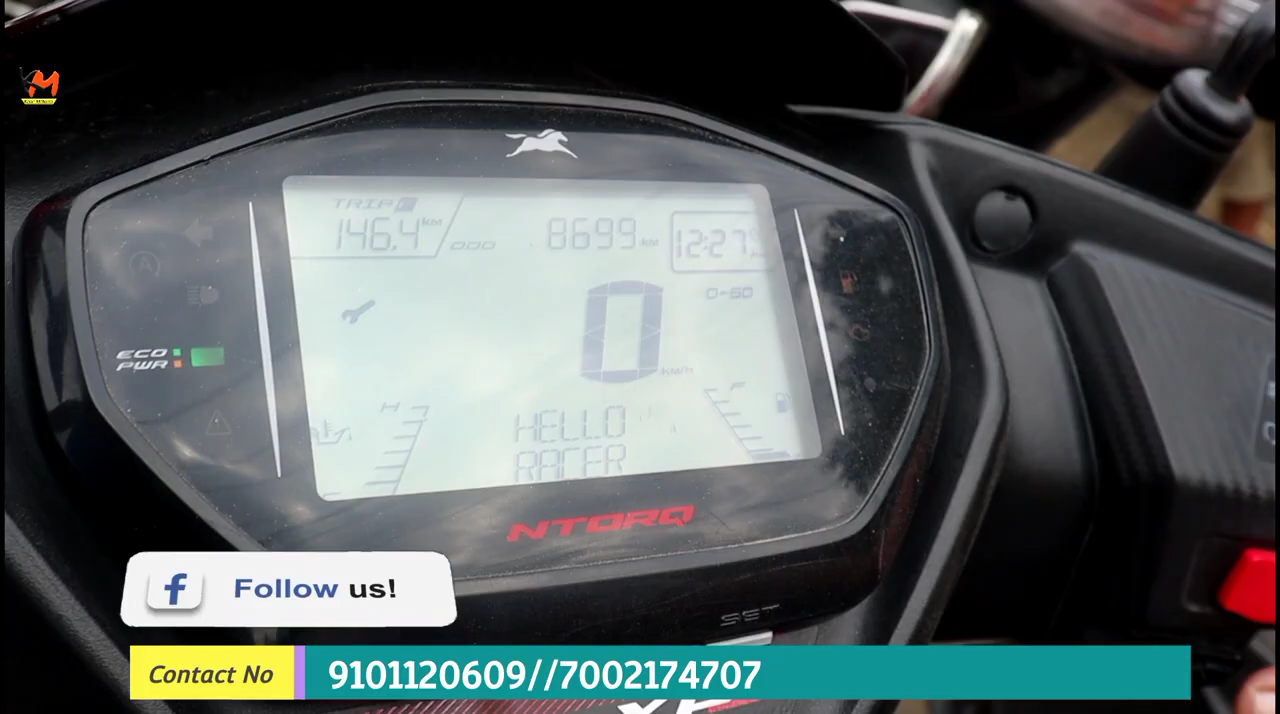 M
TRIP F
146.4 km
8699 km
12:27
0-60
0
km/h
ECO
PWR
H
F
HELLO
RACER
NTORQ
SET
f Follow us!
Contact No
9101120609//7002174707